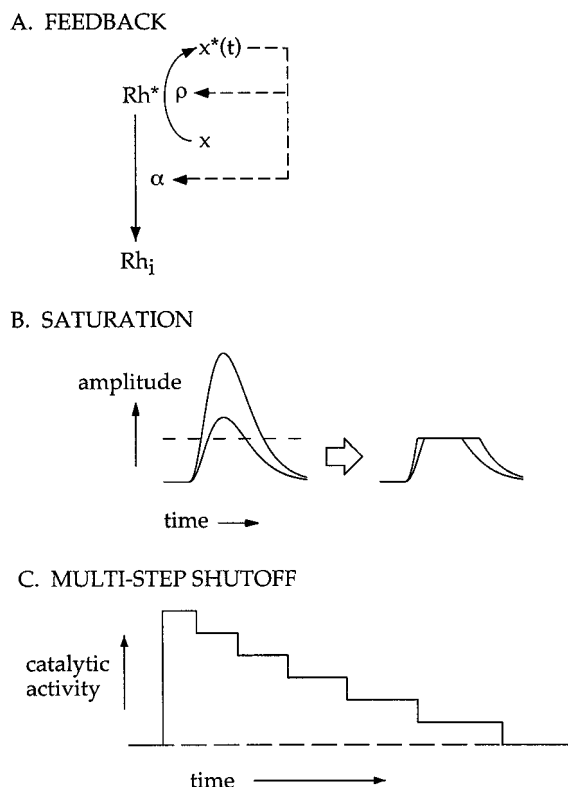 A. FEEDBACK
x*(t)
Rh* ρ
x
α
Rhi
B. SATURATION
amplitude
time
C. MULTI-STEP SHUTOFF
catalytic
activity
time